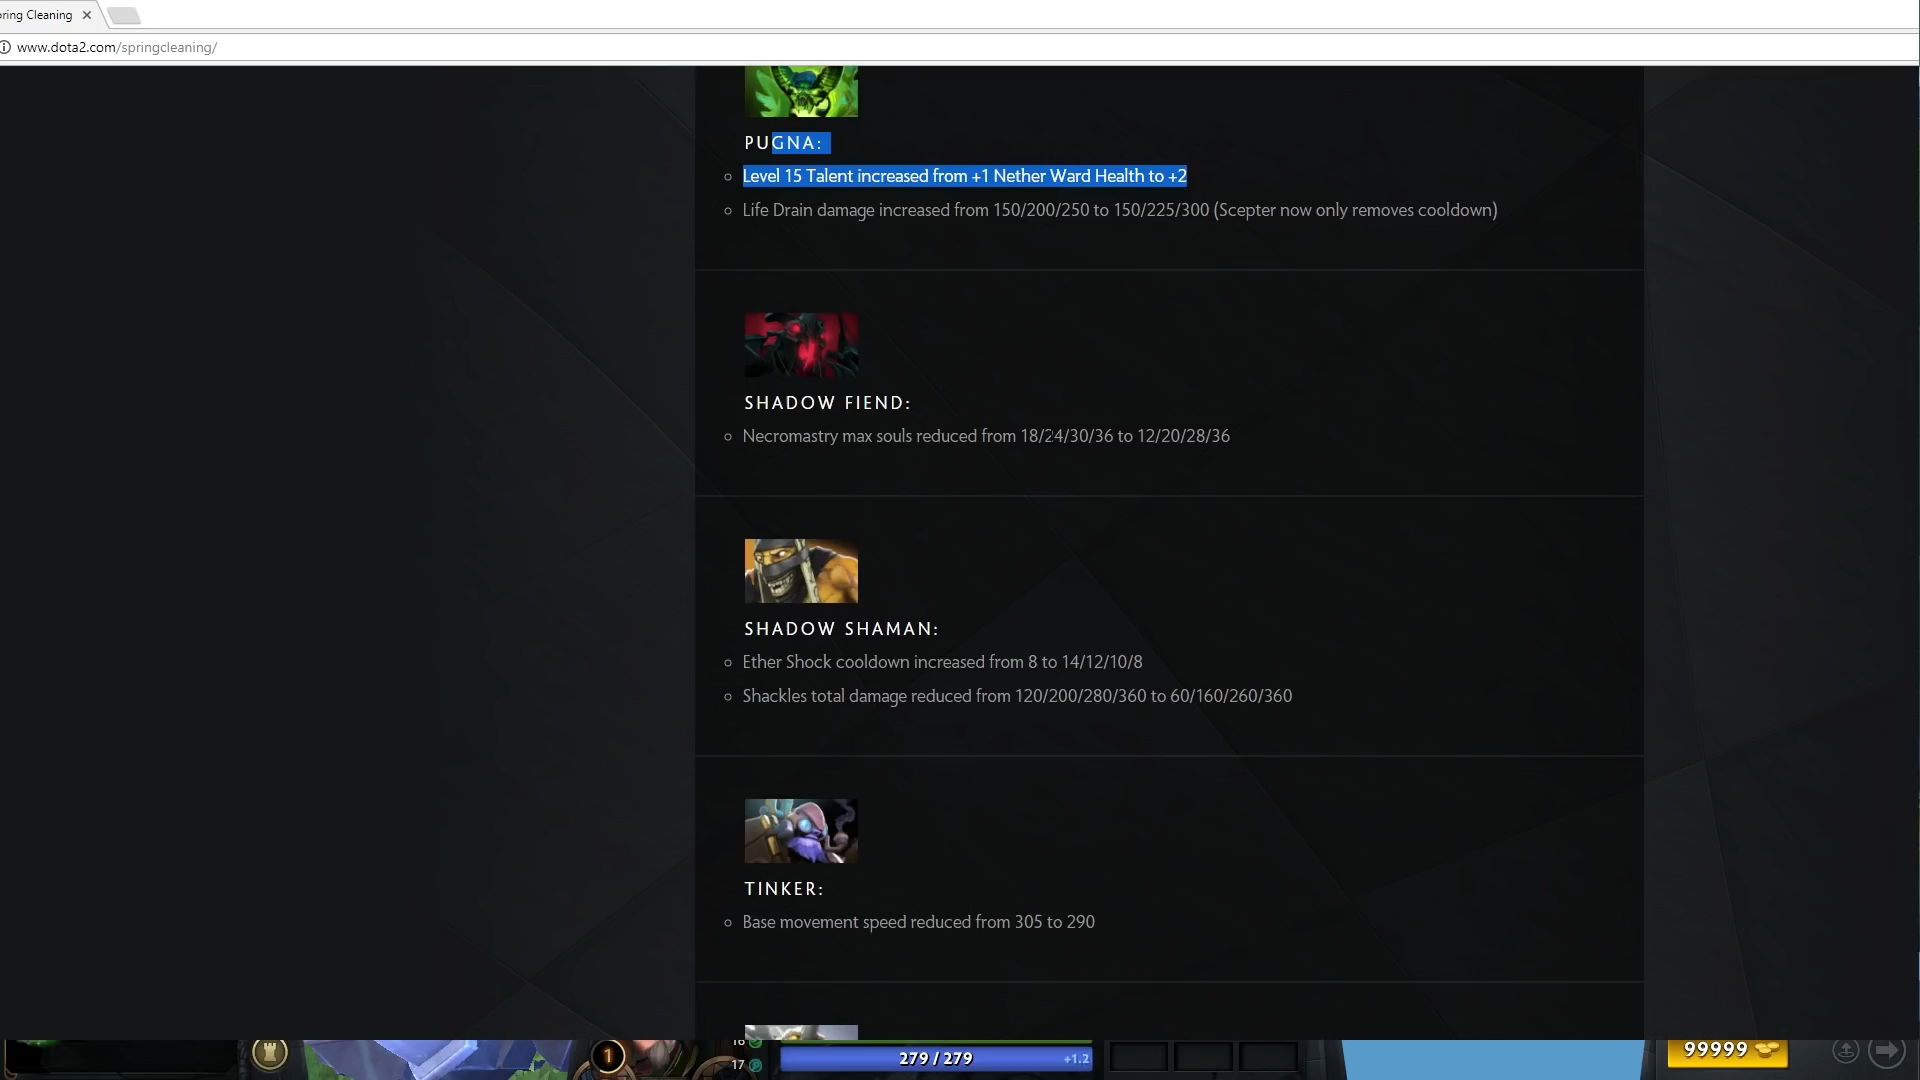 ring Cleaning
www.dota2.com/springcleaning/
PUGNA:
Level 15 Talent increased from +1 Nether Ward Health to +2
Life Drain damage increased from 150/200/250 to 150/225/300 (Scepter now only removes cooldown)
SHADOW FIEND:
Necromastry max souls reduced from 18/24/30/36 to 12/20/28/36
SHADOW SHAMAN:
Ether Shock cooldown increased from 8 to 14/12/10/8
Shackles total damage reduced from 120/200/280/360 to 60/160/260/360
TINKER:
Base movement speed reduced from 305 to 290
1
16
17
279 / 279
+1.2
99999